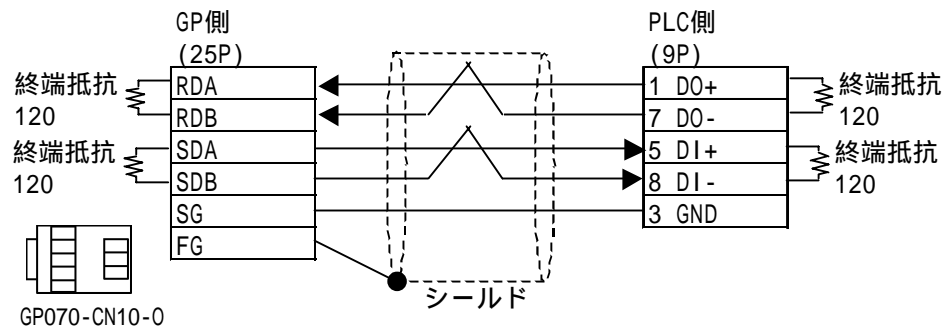 GP側
(25P)
PLC側
(9P)
終端抵抗
120
終端抵抗
120
RDA
RDB
SDA
SDB
SG
FG
1 DO+
7 DO-
5 DI+
8 DI-
3 GND
終端抵抗
120
終端抵抗
120
シールド
GP070-CN10-O